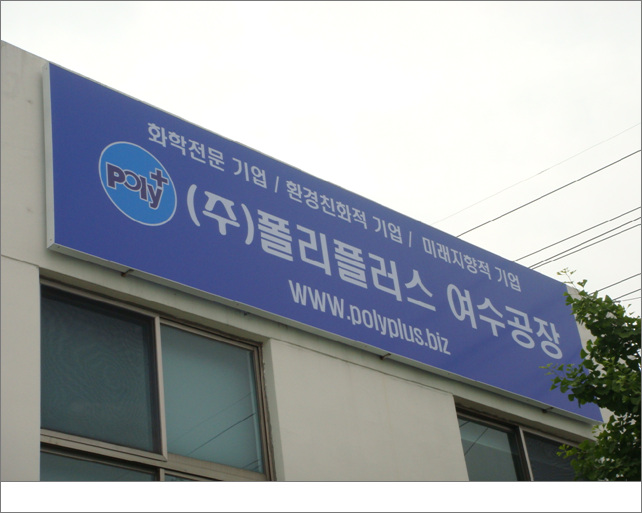 화학전문 기업 / 환경친화적 기업 / 미래지향적 기업
poly+
(주)폴리플러스 여수공장
www.polyplus.biz